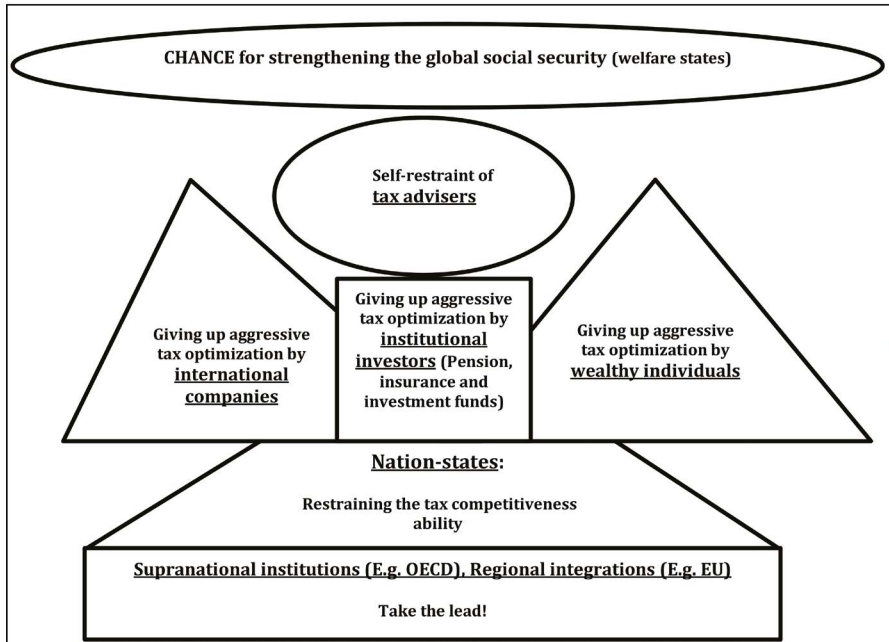 CHANCE for strengthening the global social security (welfare states)
Self-restraint of
tax advisers
Giving up aggressive
tax optimization by
international
companies
Giving up aggressive
tax optimization by
institutional
investors (Pension,
insurance and
investment funds)
Giving up aggressive
tax optimization by
wealthy individuals
Nation-states:
Restraining the tax competitiveness
ability
Supranational institutions (E.g. OECD), Regional integrations (E.g. EU)
Take the lead!